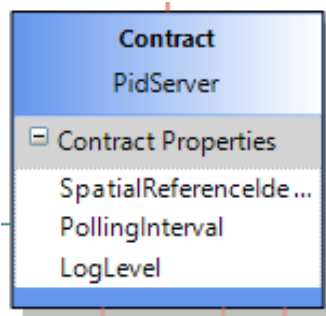 Contract
PidServer
Contract Properties
SpatialReferenceIde...
PollingInterval
LogLevel